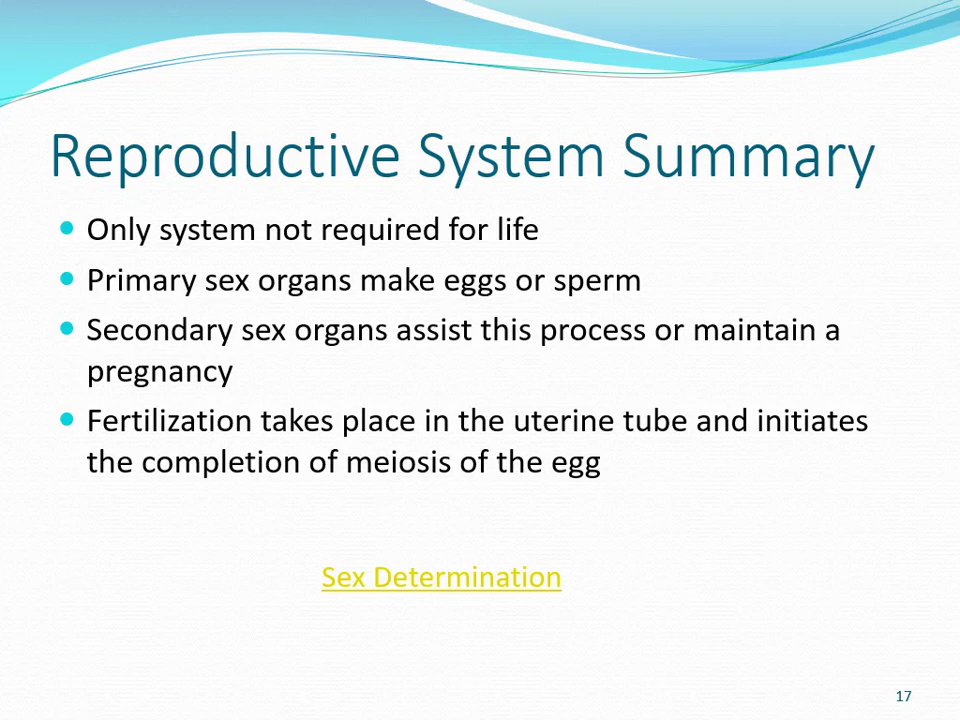 Reproductive System Summary
Only system not required for life
Primary sex organs make eggs or sperm
Secondary sex organs assist this process or maintain a
pregnancy
Fertilization takes place in the uterine tube and initiates
the completion of meiosis of the egg
Sex Determination
17